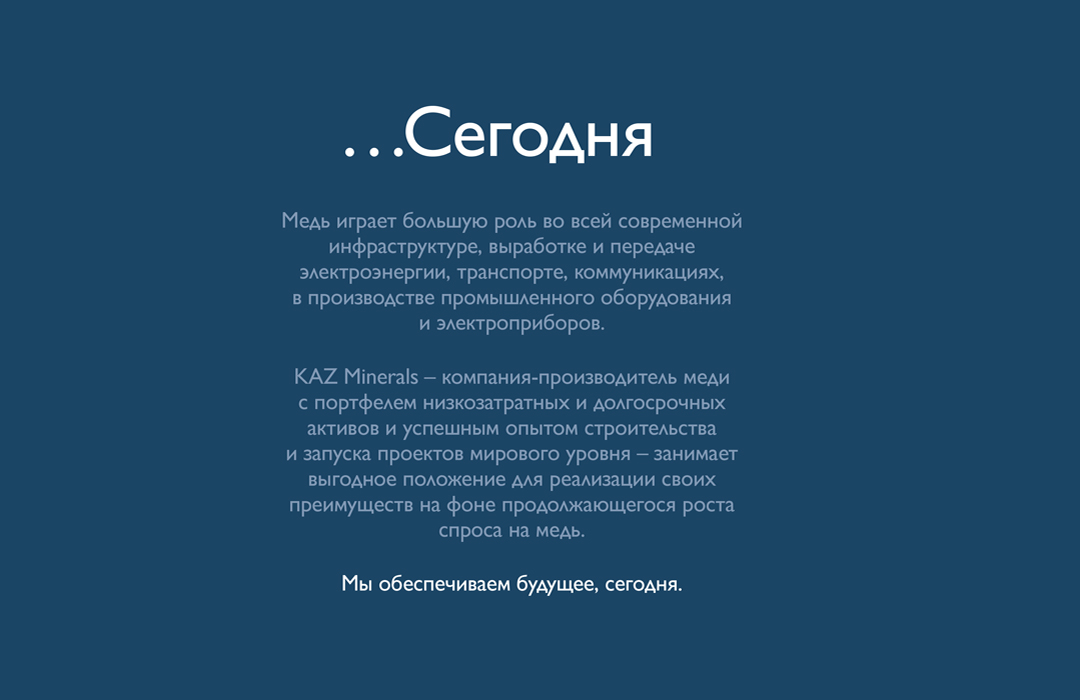 …Сегодня
Медь играет большую роль во всей современной
инфраструктуре, выработке и передаче
электроэнергии, транспорте, коммуникациях,
в производстве промышленного оборудования
и электроприборов.
KAZ Minerals – компания-производитель меди
с портфелем низкозатратных и долгосрочных
активов и успешным опытом строительства
и запуска проектов мирового уровня – занимает
выгодное положение для реализации своих
преимуществ на фоне продолжающегося роста
спроса на медь.
Мы обеспечиваем будущее, сегодня.